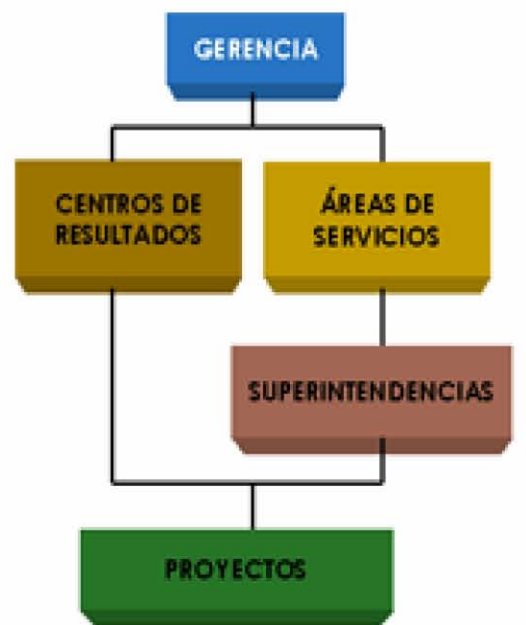 GERENCIA
CENTROS DE
RESULTADOS
ÁREAS DE
SERVICIOS
SUPERINTENDENCIAS
PROYECTOS